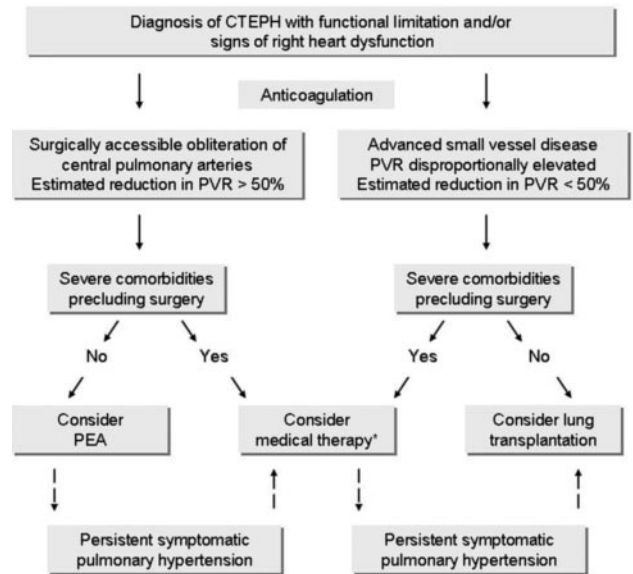 Diagnosis of CTEPH with functional limitation and/or
signs of right heart dysfunction
Anticoagulation
Surgically accessible obliteration of
central pulmonary arteries
Estimated reduction in PVR > 50%
Advanced small vessel disease
PVR disproportionally elevated
Estimated reduction in PVR < 50%
Severe comorbidities
precluding surgery
Severe comorbidities
precluding surgery
No
Yes
Yes
No
Consider
PEA
Consider
medical therapy*
Consider lung
transplantation
Persistent symptomatic
pulmonary hypertension
Persistent symptomatic
pulmonary hypertension